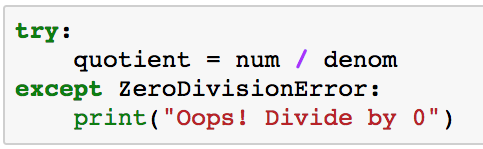 try:
    quotient = num / denom
except ZeroDivisionError:
    print("Oops! Divide by 0")